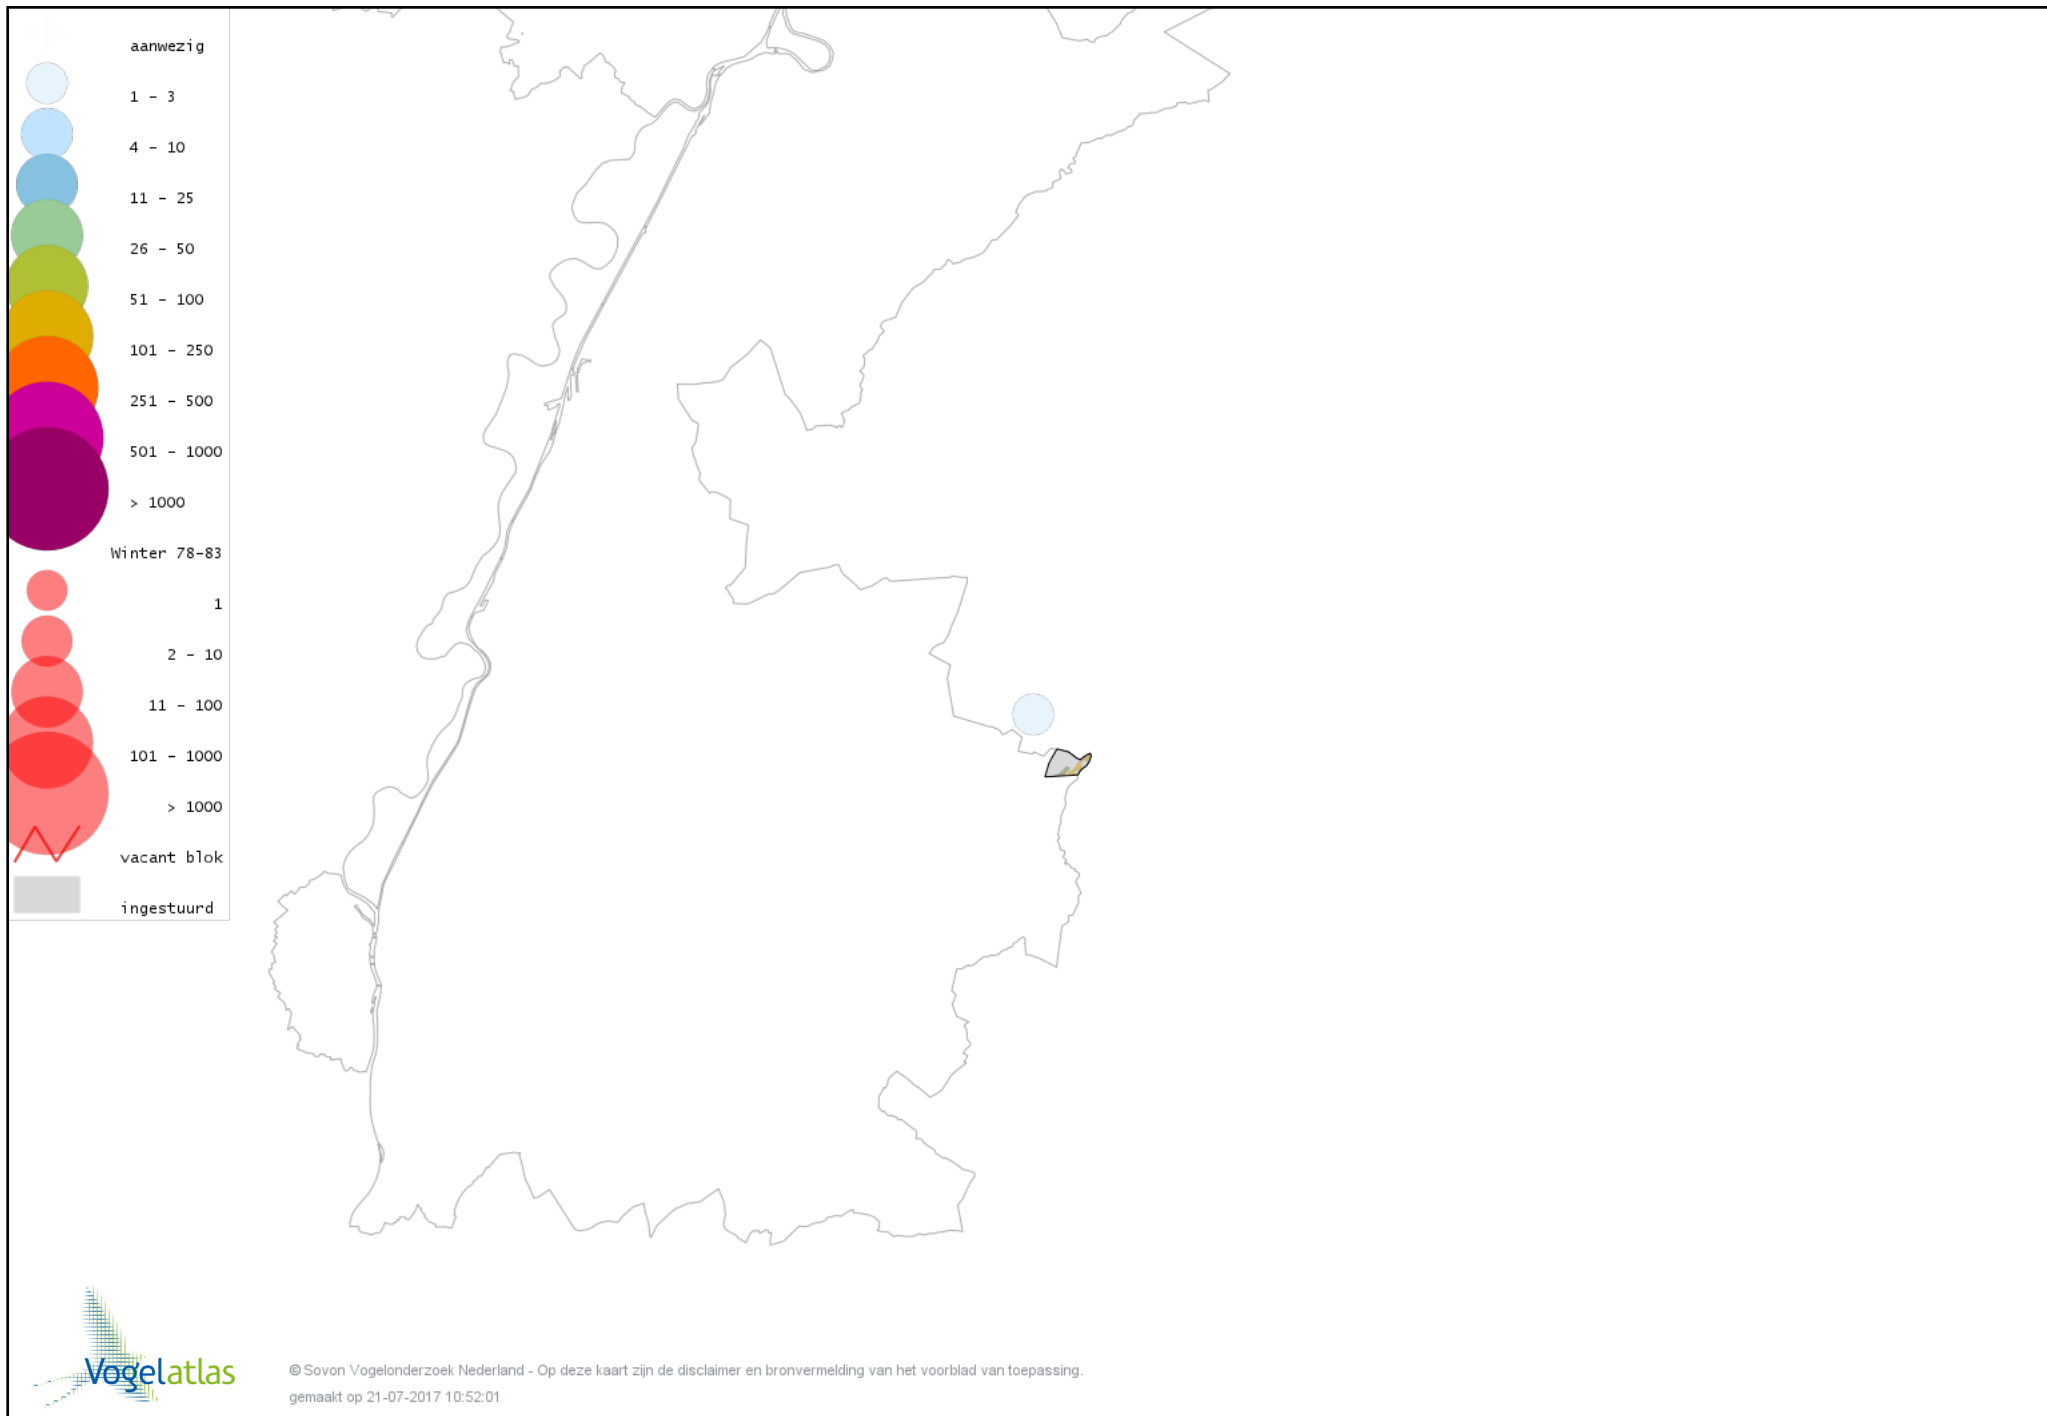 aanwezig
1 - 3
4 - 10
11 - 25
26 - 50
51 - 100
101 - 250
251 - 500
501 - 1000
> 1000
Winter 78-83
1
2 - 10
11 - 100
101 - 1000
> 1000
vacant blok
ingestuurd
Vogelatlas
© Sovon Vogelonderzoek Nederland - Op deze kaart zijn de disclaimer en bronvermelding van het voorblad van toepassing.
gemaakt op 21-07-2017 10:52:01